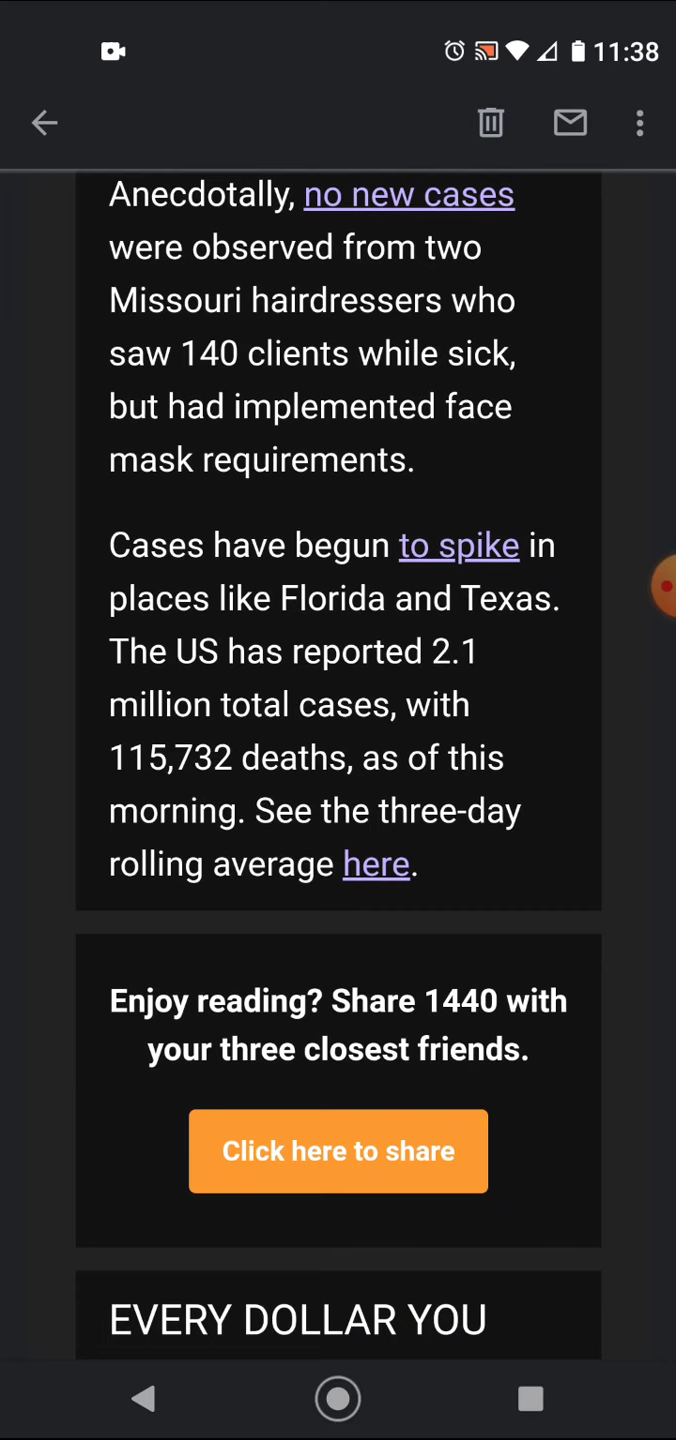 11:38
Anecdotally, no new cases
were observed from two
Missouri hairdressers who
saw 140 clients while sick,
but had implemented face
mask requirements.
Cases have begun to spike in
places like Florida and Texas.
The US has reported 2.1
million total cases, with
115,732 deaths, as of this
morning. See the three-day
rolling average here.
Enjoy reading? Share 1440 with
your three closest friends.
Click here to share
EVERY DOLLAR YOU